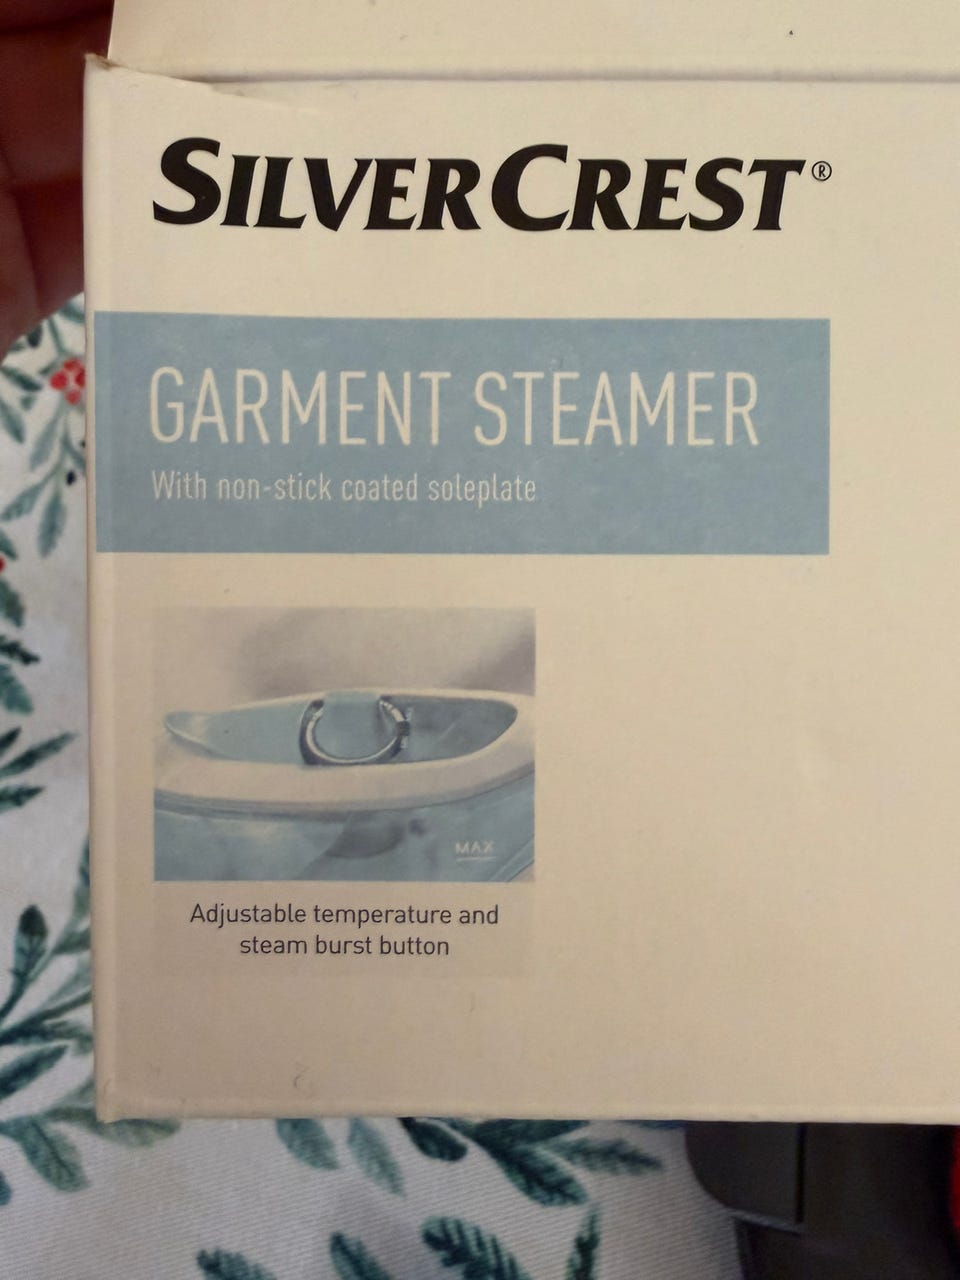 SILVERCREST®
GARMENT STEAMER
With non-stick coated soleplate
MAX
Adjustable temperature and
steam burst button